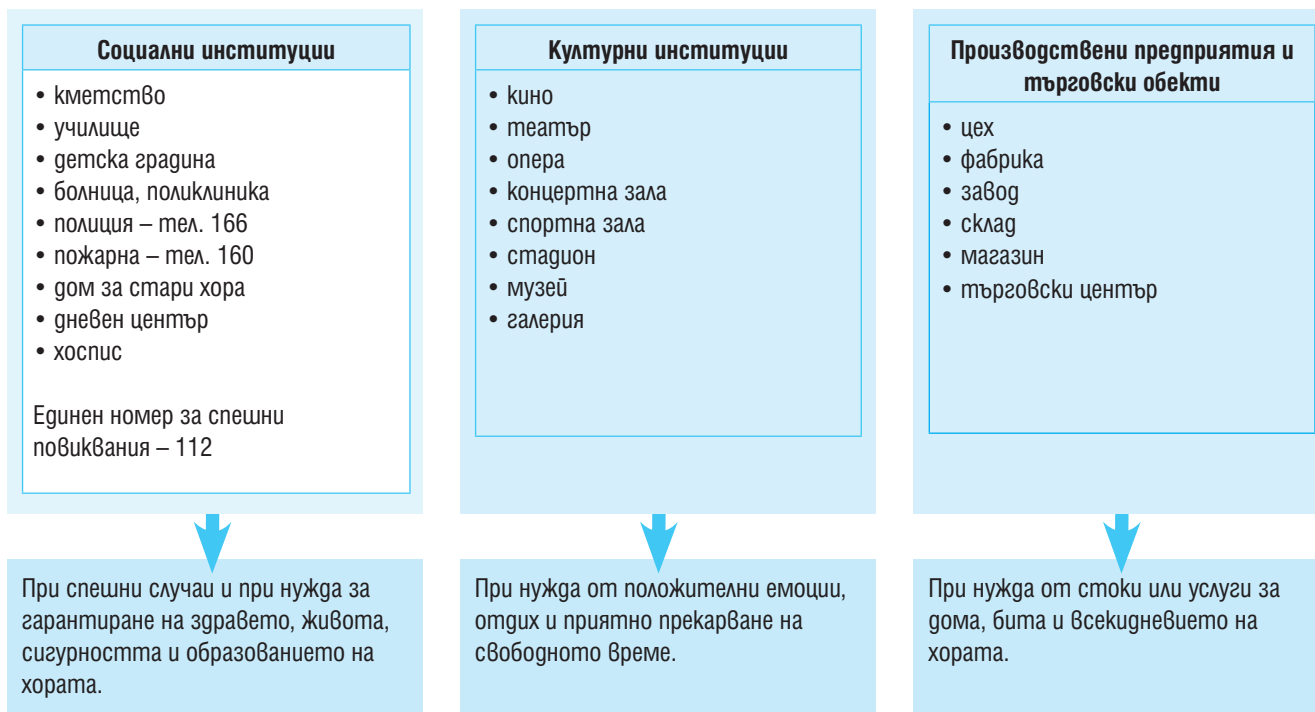 Социални институции
• кметство
• училище
• детска градина
• болница, поликлиника
• полиция – тел. 166
• пожарна – тел. 160
• дом за стари хора
• дневен център
• хоспис
Единен номер за спешни
повиквания – 112
При спешни случаи и при нужда за
гарантиране на здравето, живота,
сигурността и образованието на
хората.
Културни институции
• кино
• театър
• опера
• концертна зала
• спортна зала
• стадион
• музей
• галерия
При нужда от положителни емоции,
отдих и приятно прекарване на
свободното време.
Производствени предприятия и
търговски обекти
• цех
• фабрика
• завод
• склад
• магазин
• търговски център
При нужда от стоки или услуги за
дома, бита и всекидневието на
хората.